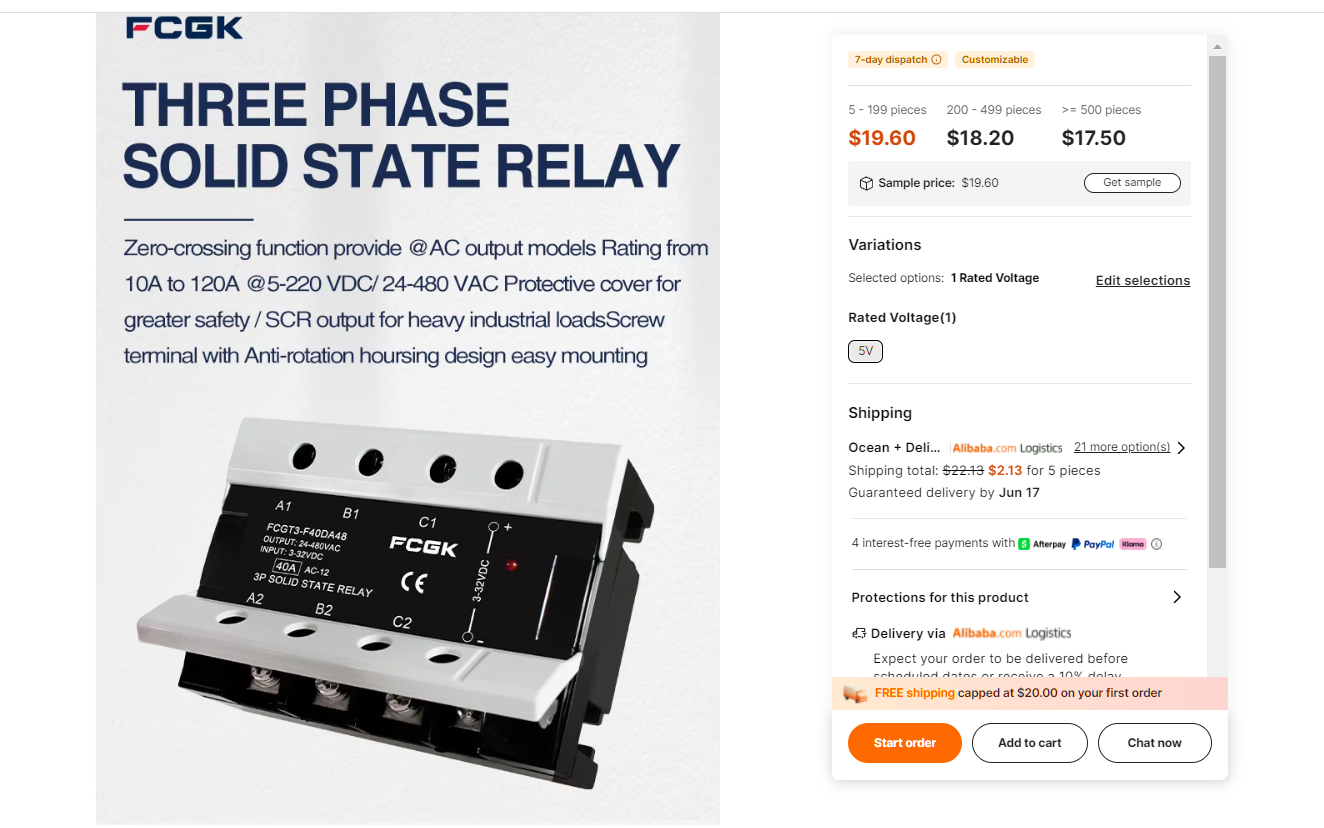 FCGK
THREE PHASE
SOLID STATE RELAY
Zero-crossing function provide @AC output models Rating from
10A to 120A @5-220 VDC/ 24-480 VAC Protective cover for
greater safety / SCR output for heavy industrial loadsScrew
terminal with Anti-rotation hoursing design easy mounting
A1 B1 C1 +
FCGT3-F40DA48
OUTPUT: 24-480VAC
INPUT: 3-32VDC
40A AC-12
3P SOLID STATE RELAY
FCGK
CE
3-32VDC
A2 B2 C2 -
7-day dispatch Customizable
5 - 199 pieces 200 - 499 pieces >= 500 pieces
$19.60 $18.20 $17.50
Sample price: $19.60 Get sample
Variations
Selected options: 1 Rated Voltage Edit selections
Rated Voltage(1)
5V
Shipping
Ocean + Deli... Alibaba.com Logistics 21 more option(s)
Shipping total: $22.13 $2.13 for 5 pieces
Guaranteed delivery by Jun 17
4 interest-free payments with Afterpay PayPal Klarna
Protections for this product
Delivery via Alibaba.com Logistics
Expect your order to be delivered before
scheduled dates or receive a 10% delay
FREE shipping capped at $20.00 on your first order
Start order Add to cart Chat now